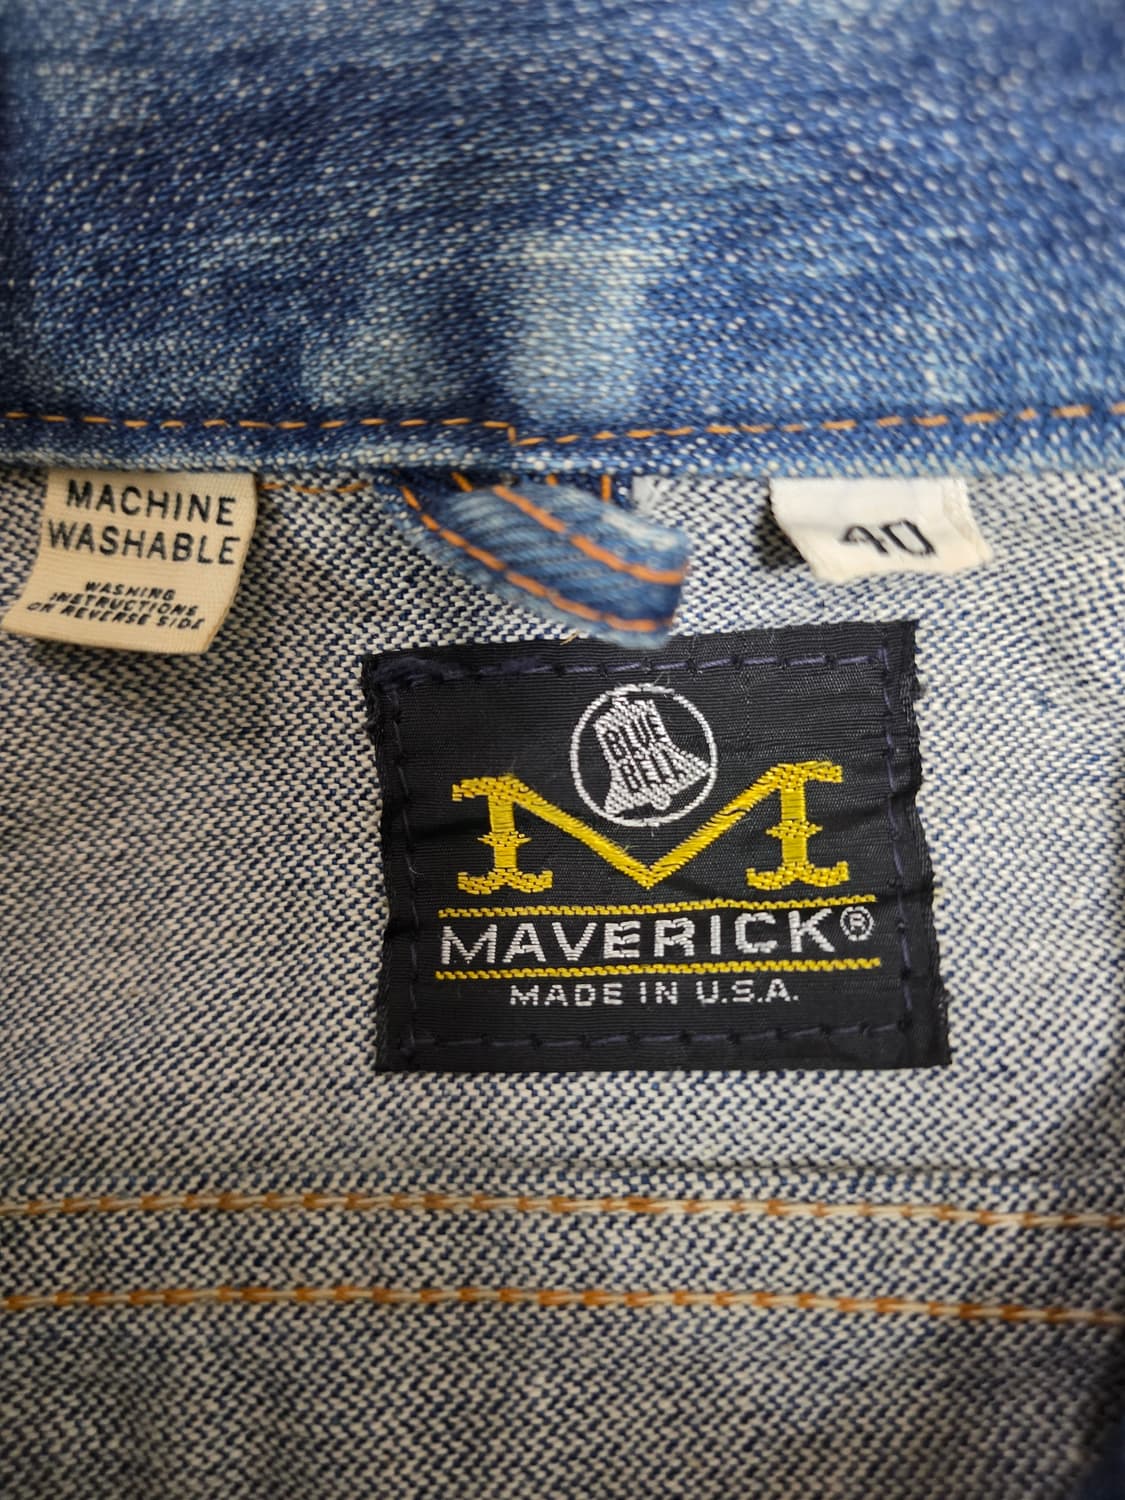 MACHINE
WASHABLE
WASHING
INSTRUCTIONS
ON REVERSE SIDE
40
BLUE
BELL
M
MAVERICK®
MADE IN U.S.A.